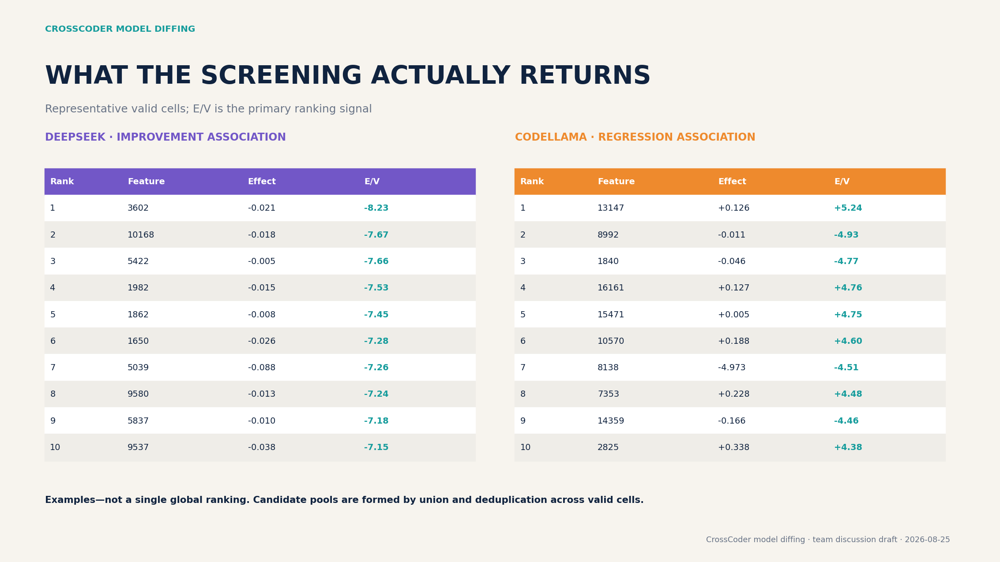 CROSSCODER MODEL DIFFING
WHAT THE SCREENING ACTUALLY RETURNS
Representative valid cells; E/V is the primary ranking signal
DEEPSEEK · IMPROVEMENT ASSOCIATION
Rank Feature Effect E/V
1 3602 -0.021 -8.23
2 10168 -0.018 -7.67
3 5422 -0.005 -7.66
4 1982 -0.015 -7.53
5 1862 -0.008 -7.45
6 1650 -0.026 -7.28
7 5039 -0.088 -7.26
8 9580 -0.013 -7.24
9 5837 -0.010 -7.18
10 9537 -0.038 -7.15
CODELLAMA · REGRESSION ASSOCIATION
Rank Feature Effect E/V
1 13147 +0.126 +5.24
2 8992 -0.011 -4.93
3 1840 -0.046 -4.77
4 16161 +0.127 +4.76
5 15471 +0.005 +4.75
6 10570 +0.188 +4.60
7 8138 -4.973 -4.51
8 7353 +0.228 +4.48
9 14359 -0.166 -4.46
10 2825 +0.338 +4.38
Examples—not a single global ranking. Candidate pools are formed by union and deduplication across valid cells.
CrossCoder model diffing · team discussion draft · 2026-08-25